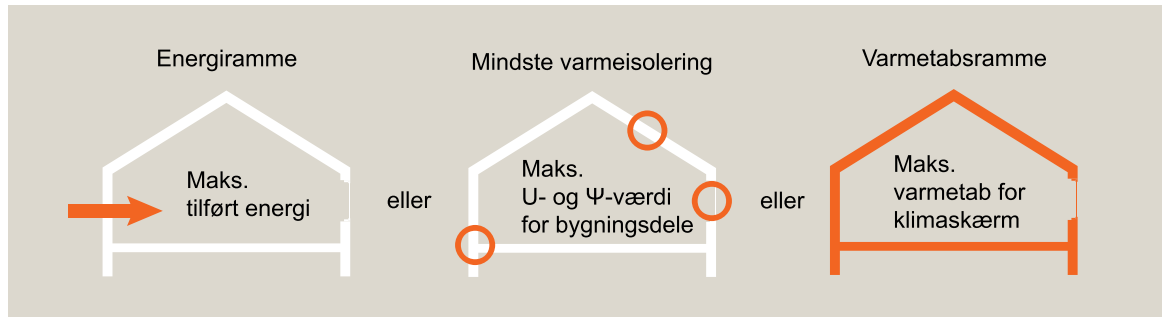 Energiramme
Maks.
tilført energi
eller
Mindste varmeisolering
Maks.
U- og Ψ-værdi
for bygningsdele
eller
Varmetabsramme
Maks.
varmetab for
klimaskærm